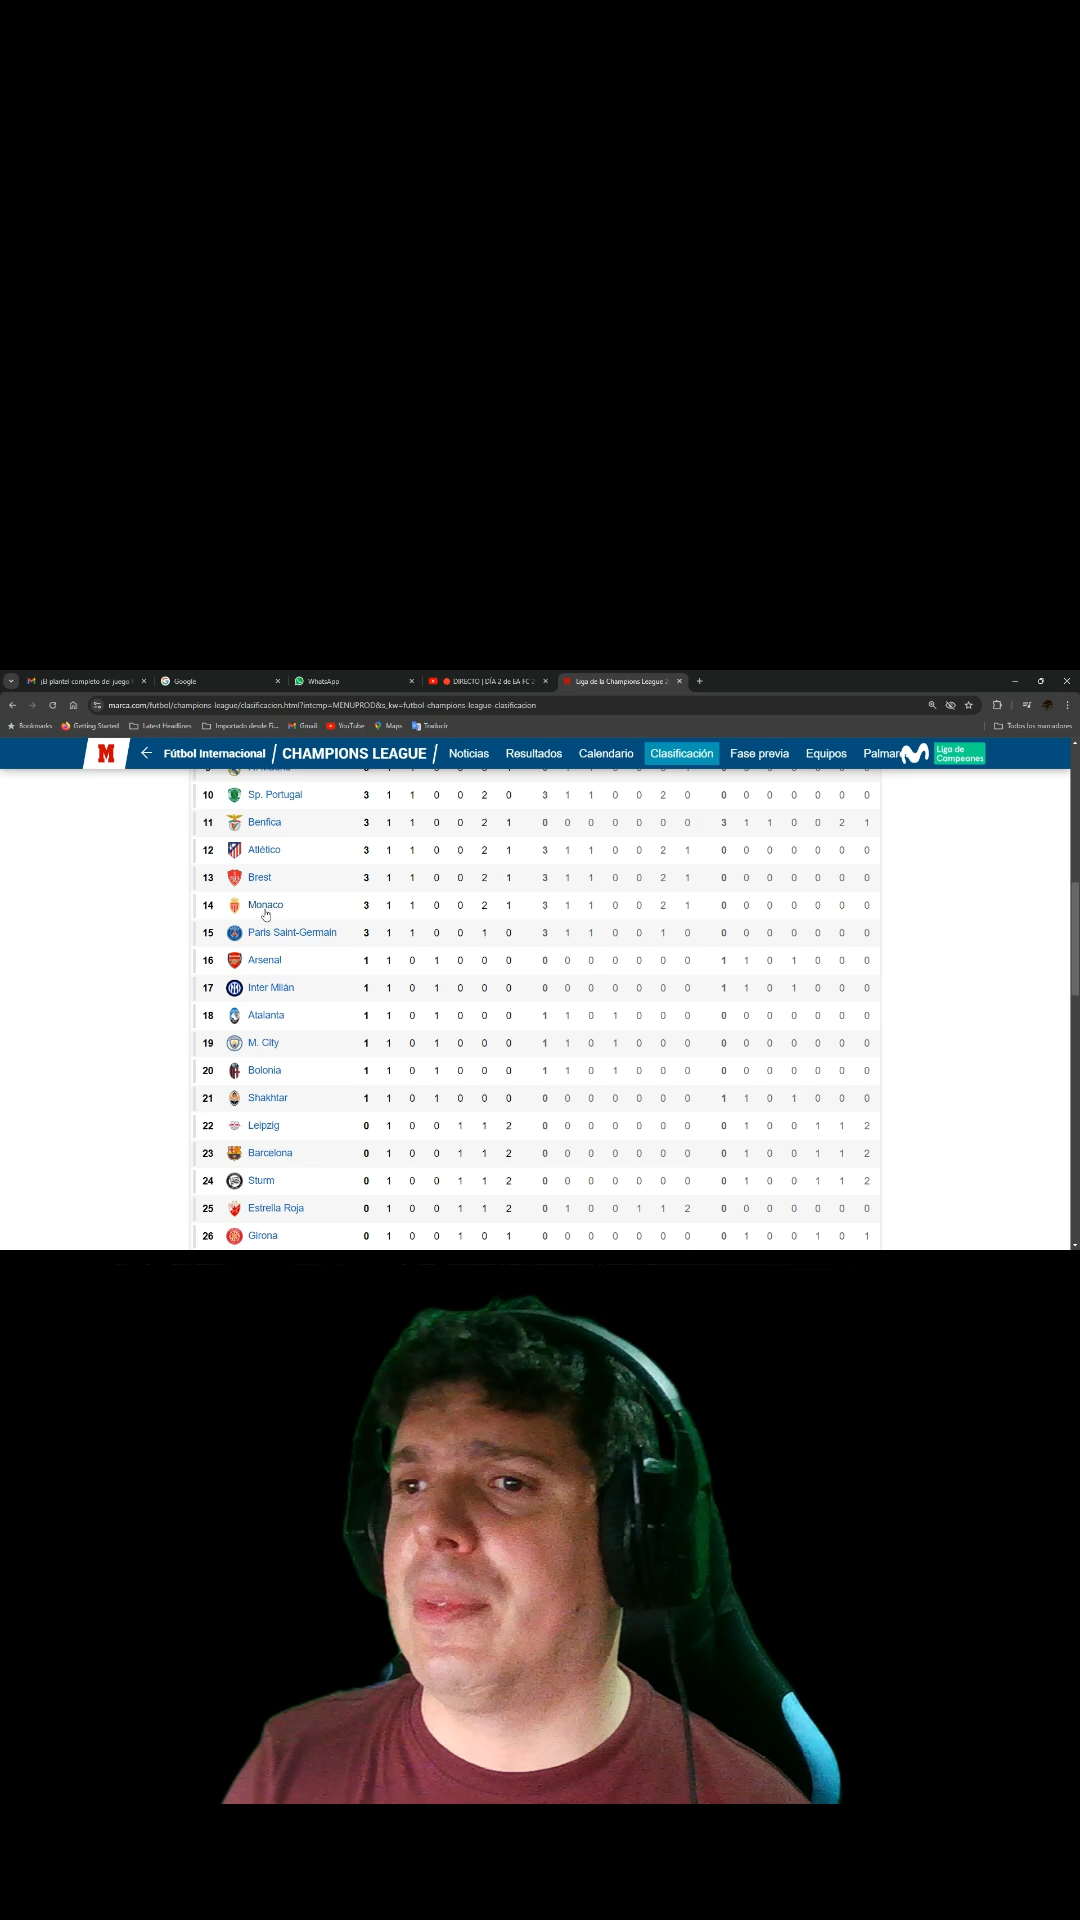 ¡El plantel completo del juego
Google
WhatsApp
DIRECTO | DÍA 2 de EA FC 2
Liga de la Champions League 2
marca.com/futbol/champions-league/clasificacion.html?intcmp=MENUPROD&s_kw=futbol-champions-league-clasificacion
Bookmarks Getting Started Latest Headlines Importado desde Fi... Gmail YouTube Maps Traducir Todos los marcadores
M Fútbol Internacional / CHAMPIONS LEAGUE / Noticias Resultados Calendario Clasificación Fase previa Equipos Palmar
Liga de
Campeones
10 Sp. Portugal 3 1 1 0 0 2 0 3 1 1 0 0 2 0 0 0 0 0 0 0 0
11 Benfica 3 1 1 0 0 2 1 0 0 0 0 0 0 0 3 1 1 0 0 2 1
12 Atlético 3 1 1 0 0 2 1 3 1 1 0 0 2 1 0 0 0 0 0 0 0
13 Brest 3 1 1 0 0 2 1 3 1 1 0 0 2 1 0 0 0 0 0 0 0
14 Monaco 3 1 1 0 0 2 1 3 1 1 0 0 2 1 0 0 0 0 0 0 0
15 Paris Saint-Germain 3 1 1 0 0 1 0 3 1 1 0 0 1 0 0 0 0 0 0 0 0
16 Arsenal 1 1 0 1 0 0 0 0 0 0 0 0 0 0 1 1 0 1 0 0 0
17 Inter Milán 1 1 0 1 0 0 0 0 0 0 0 0 0 0 1 1 0 1 0 0 0
18 Atalanta 1 1 0 1 0 0 0 1 1 0 1 0 0 0 0 0 0 0 0 0 0
19 M. City 1 1 0 1 0 0 0 1 1 0 1 0 0 0 0 0 0 0 0 0 0
20 Bolonia 1 1 0 1 0 0 0 1 1 0 1 0 0 0 0 0 0 0 0 0 0
21 Shakhtar 1 1 0 1 0 0 0 0 0 0 0 0 0 0 1 1 0 1 0 0 0
22 Leipzig 0 1 0 0 1 1 2 0 0 0 0 0 0 0 0 1 0 0 1 1 2
23 Barcelona 0 1 0 0 1 1 2 0 0 0 0 0 0 0 0 1 0 0 1 1 2
24 Sturm 0 1 0 0 1 1 2 0 0 0 0 0 0 0 0 1 0 0 1 1 2
25 Estrella Roja 0 1 0 0 1 1 2 0 1 0 0 1 1 2 0 0 0 0 0 0 0
26 Girona 0 1 0 0 1 0 1 0 0 0 0 0 0 0 0 1 0 0 1 0 1